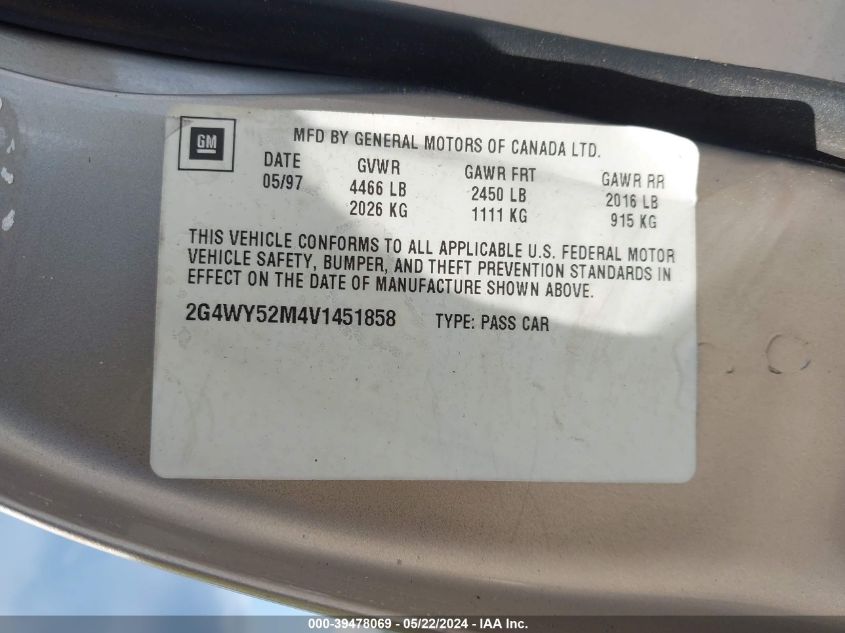 GM
MFD BY GENERAL MOTORS OF CANADA LTD.
DATE GVWR GAWR FRT GAWR RR
05/97 4466 LB 2450 LB 2016 LB
2026 KG 1111 KG 915 KG
THIS VEHICLE CONFORMS TO ALL APPLICABLE U.S. FEDERAL MOTOR
VEHICLE SAFETY, BUMPER, AND THEFT PREVENTION STANDARDS IN
EFFECT ON THE DATE OF MANUFACTURE SHOWN ABOVE.
2G4WY52M4V1451858 TYPE: PASS CAR
000-39478069 - 05/22/2024 - IAA Inc.